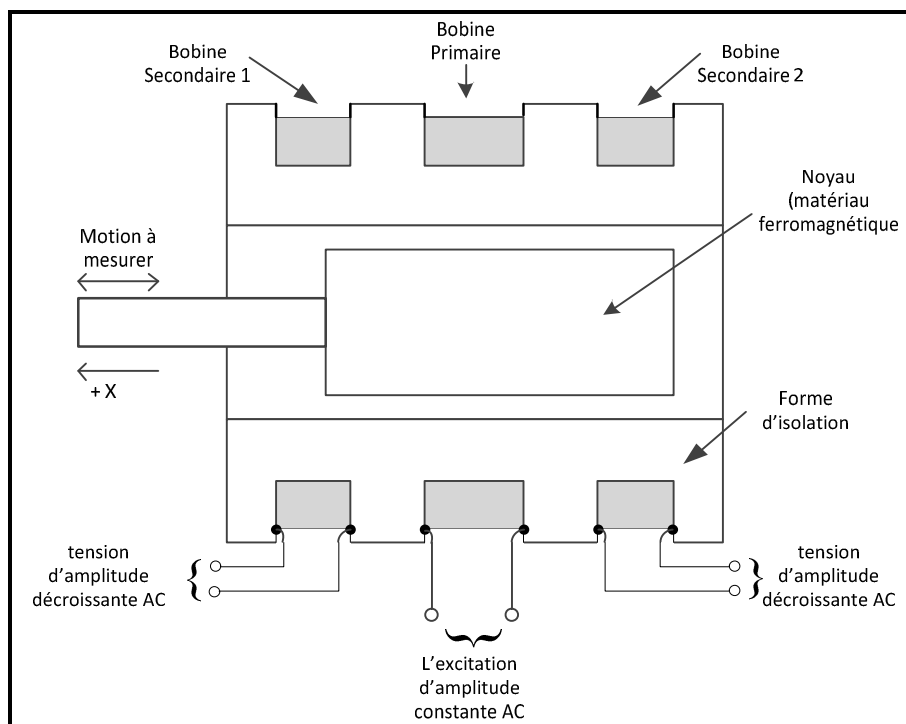 Bobine
Secondaire 1
Bobine
Primaire
Bobine
Secondaire 2
Noyau
(matériau
ferromagnétique
Motion à
mesurer
+ X
Forme
d'isolation
tension
d'amplitude
décroissante AC
L'excitation
d'amplitude
constante AC
tension
d'amplitude
décroissante AC